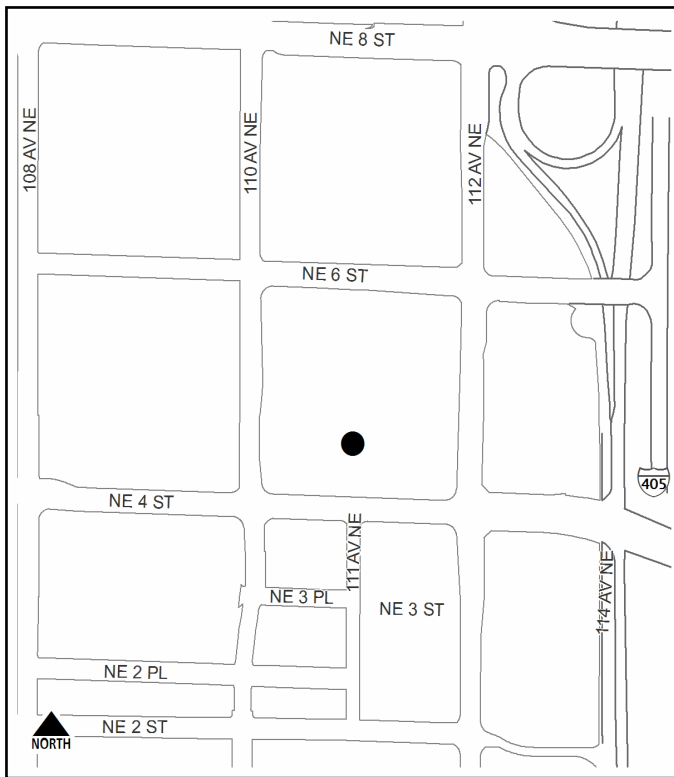 NE 8 ST
108 AV NE
110 AV NE
112 AV NE
NE 6 ST
405
NE 4 ST
111 AV NE
114 AV NE
NE 3 PL
NE 3 ST
NE 2 PL
NE 2 ST
NORTH